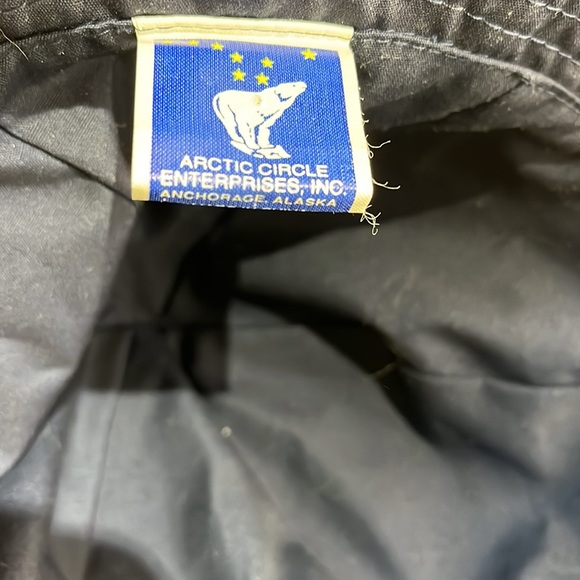 ARCTIC CIRCLE
ENTERPRISES, INC.
ANCHORAGE, ALASKA